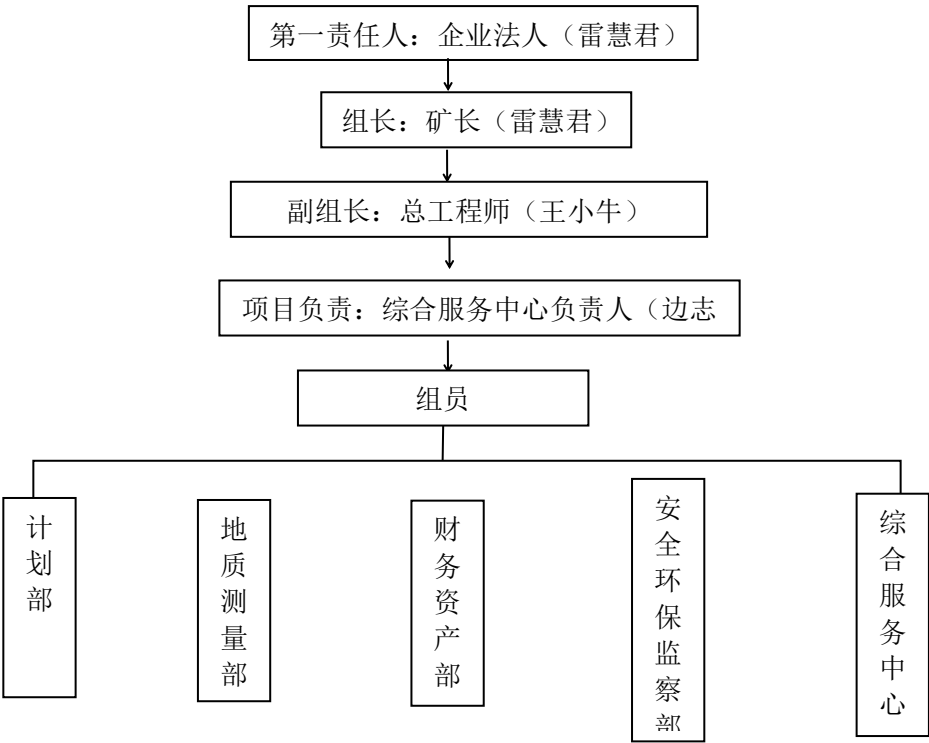 第一责任人：企业法人（雷慧君）
组长：矿长（雷慧君）
副组长：总工程师（王小牛）
项目负责：综合服务中心负责人（边志
组员
计划部
地质测量部
财务资产部
安全环保监察部
综合服务中心